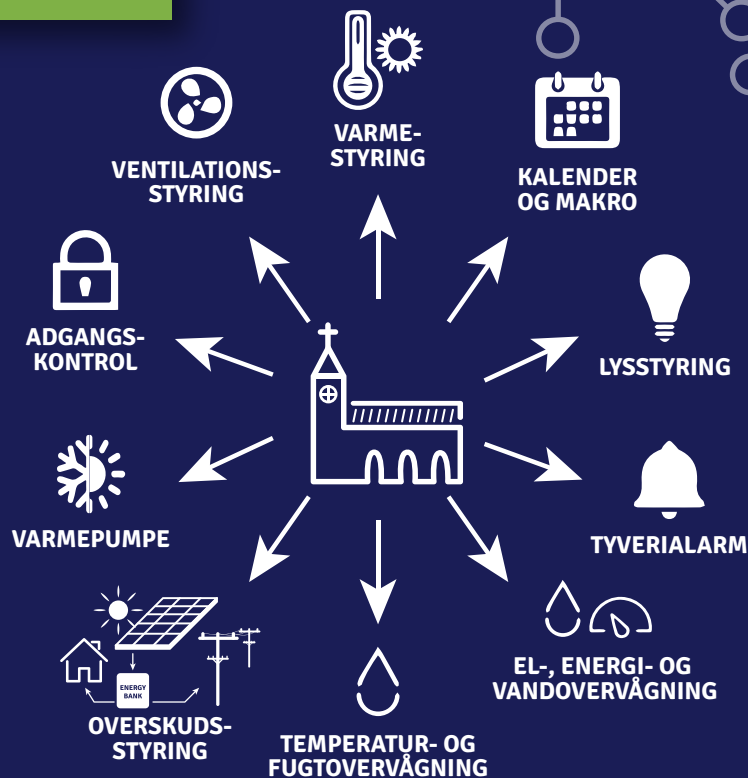 VARME-
STYRING
VENTILATIONS-
STYRING
KALENDER
OG MAKRO
ADGANGS-
KONTROL
LYSSTYRING
VARMEPUMPE
TYVERIALARM
ENERGY
BANK
OVERSKUDS-
STYRING
EL-, ENERGI- OG
VANDOVERVÅGNING
TEMPERATUR- OG
FUGTOVERVÅGNING